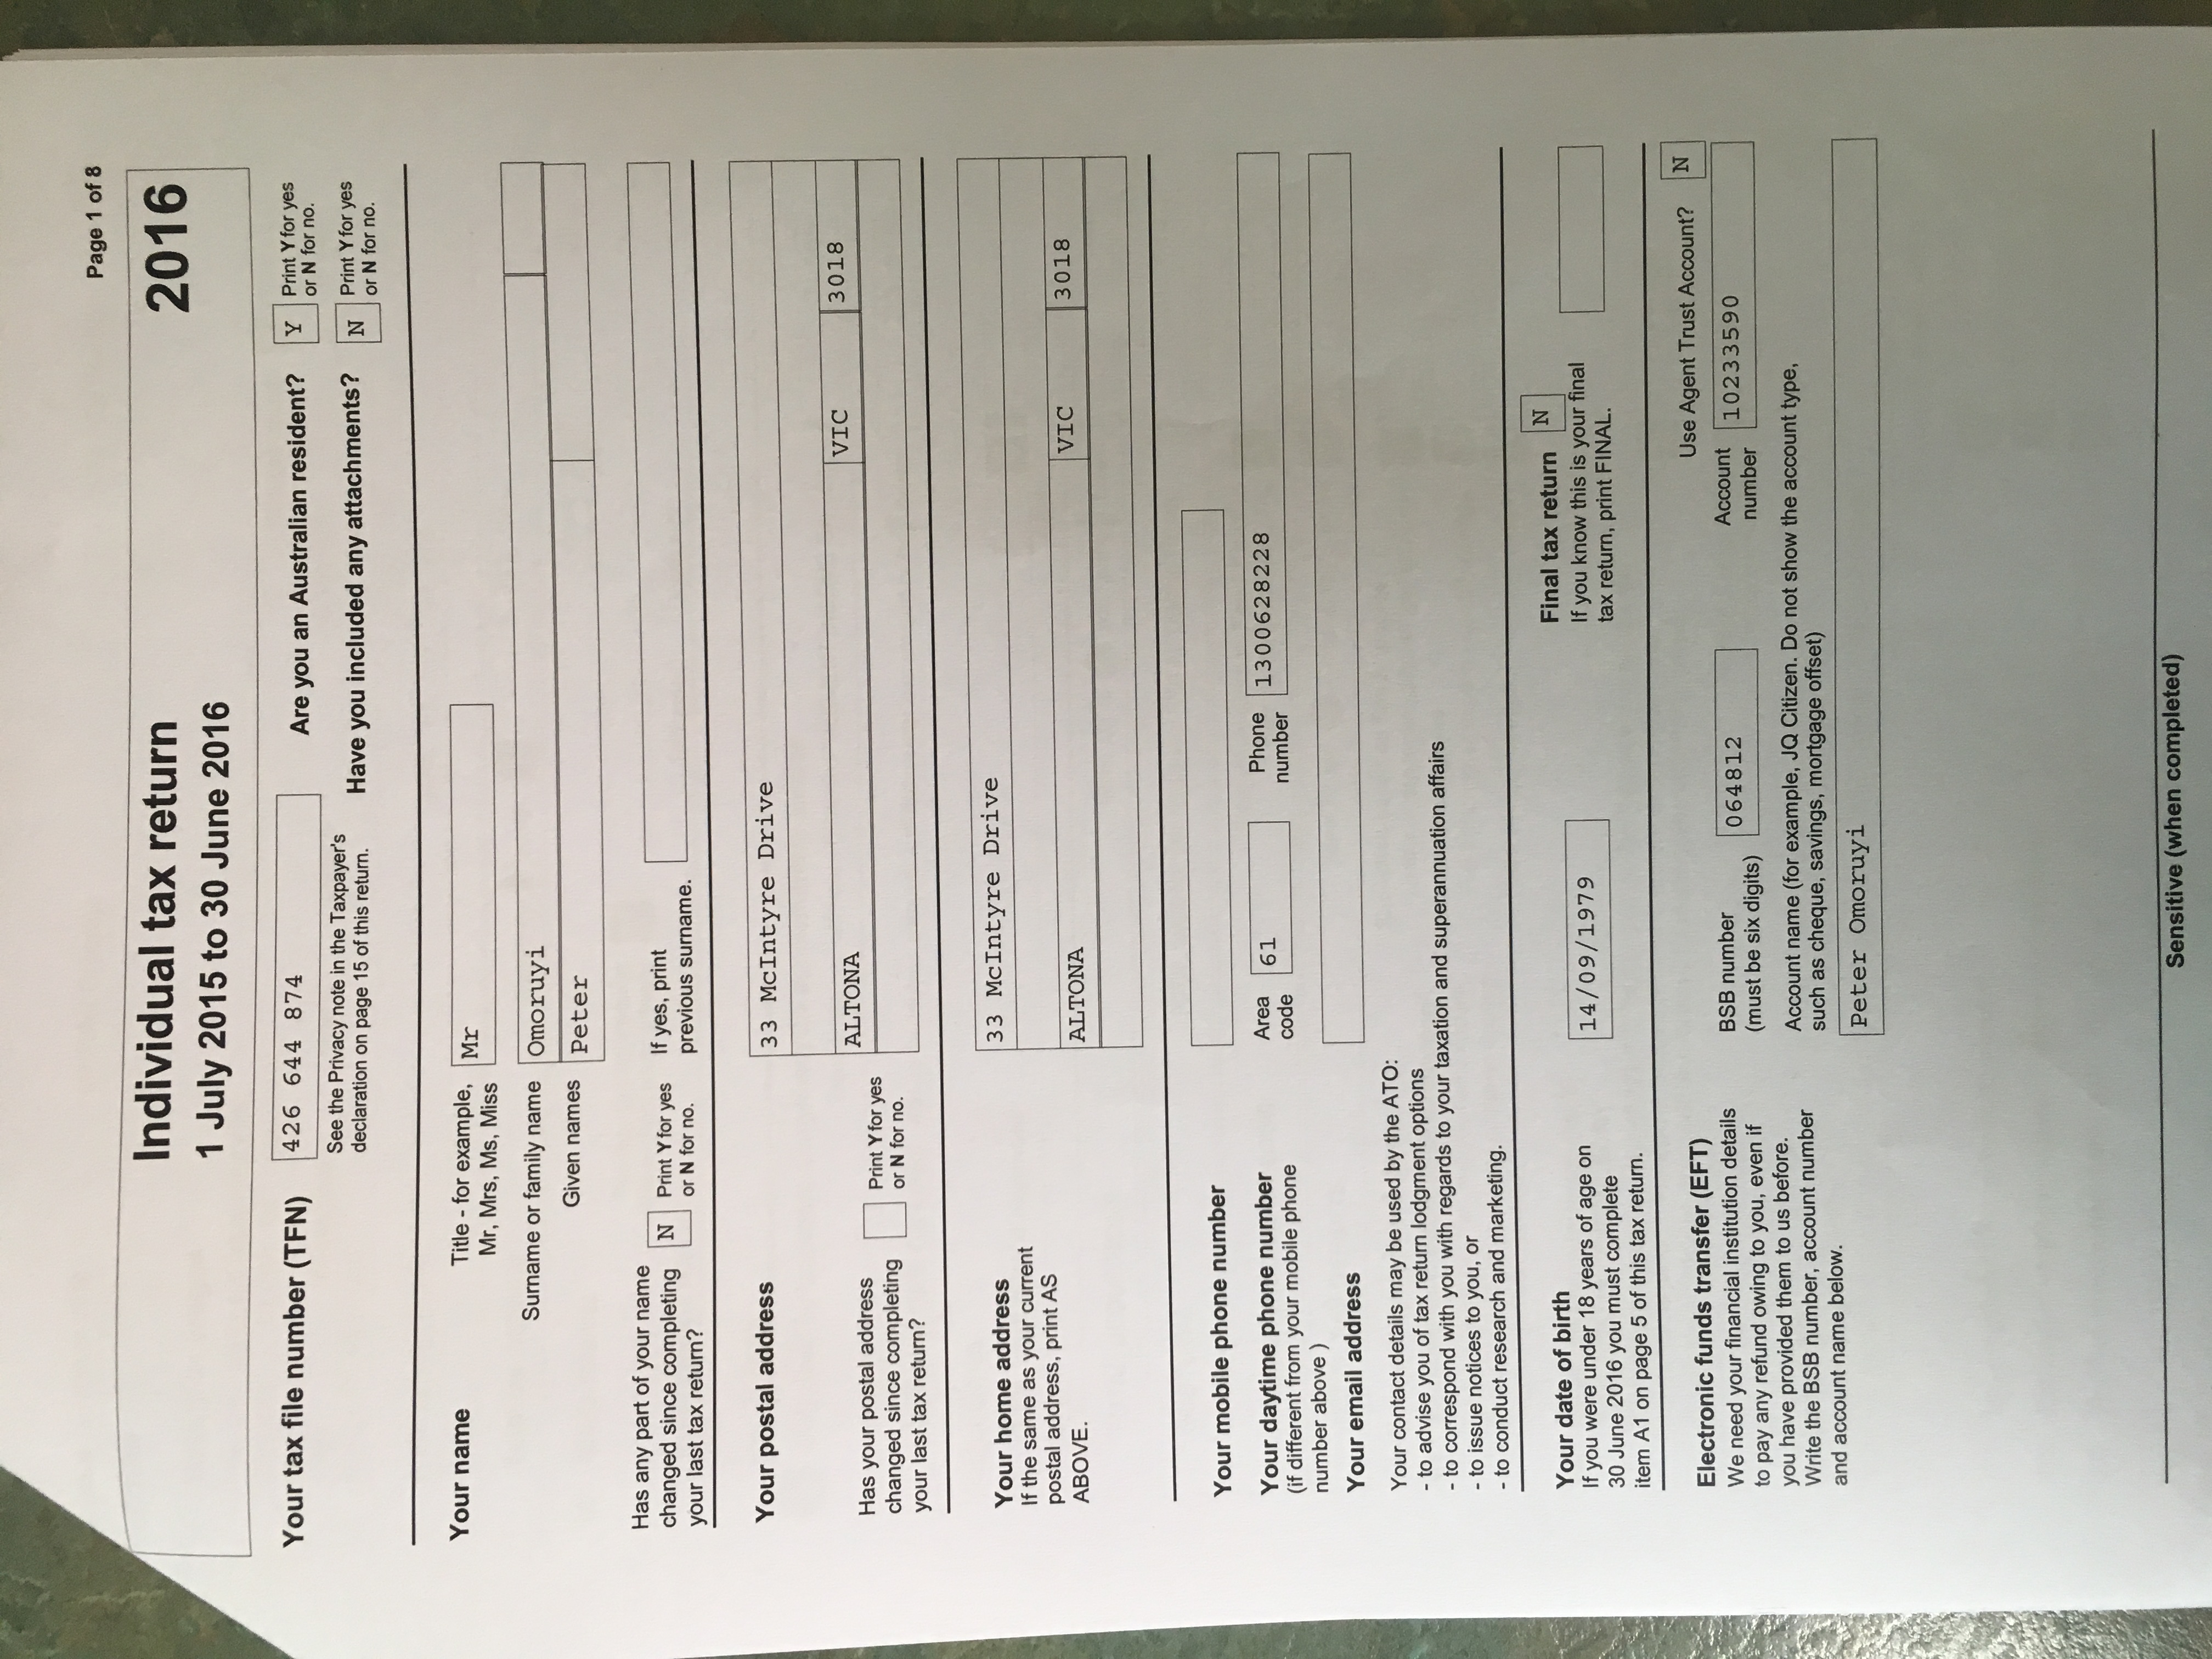 Page 1 of 8
Individual tax return 2016
1 July 2015 to 30 June 2016
Your tax file number (TFN) 426 644 874 Are you an Australian resident? Y Print Y for yes
or N for no.
See the Privacy note in the Taxpayer's
declaration on page 15 of this return. Have you included any attachments? N Print Y for yes
or N for no.
Your name Title - for example, Mr
Mr, Mrs, Ms, Miss
Surname or family name Omoruyi
Given names Peter
Has any part of your name
changed since completing N Print Y for yes If yes, print
your last tax return? or N for no. previous surname.
Your postal address 33 McIntyre Drive
ALTONA VIC 3018
Has your postal address
changed since completing Print Y for yes
your last tax return? or N for no.
Your home address 33 McIntyre Drive
If the same as your current
postal address, print AS
ABOVE. ALTONA VIC 3018
Your mobile phone number
Your daytime phone number Area 61 Phone 1300628228
(if different from your mobile phone code number
number above )
Your email address
Your contact details may be used by the ATO:
- to advise you of tax return lodgment options
- to correspond with you with regards to your taxation and superannuation affairs
- to issue notices to you, or
- to conduct research and marketing.
Your date of birth Final tax return N
If you were under 18 years of age on 14/09/1979 If you know this is your final
30 June 2016 you must complete tax return, print FINAL.
item A1 on page 5 of this tax return.
Electronic funds transfer (EFT) Use Agent Trust Account? N
We need your financial institution details BSB number 064812 Account 10233590
to pay any refund owing to you, even if (must be six digits) number
you have provided them to us before. Account name (for example, JQ Citizen. Do not show the account type,
Write the BSB number, account number such as cheque, savings, mortgage offset)
and account name below. Peter Omoruyi
Sensitive (when completed)